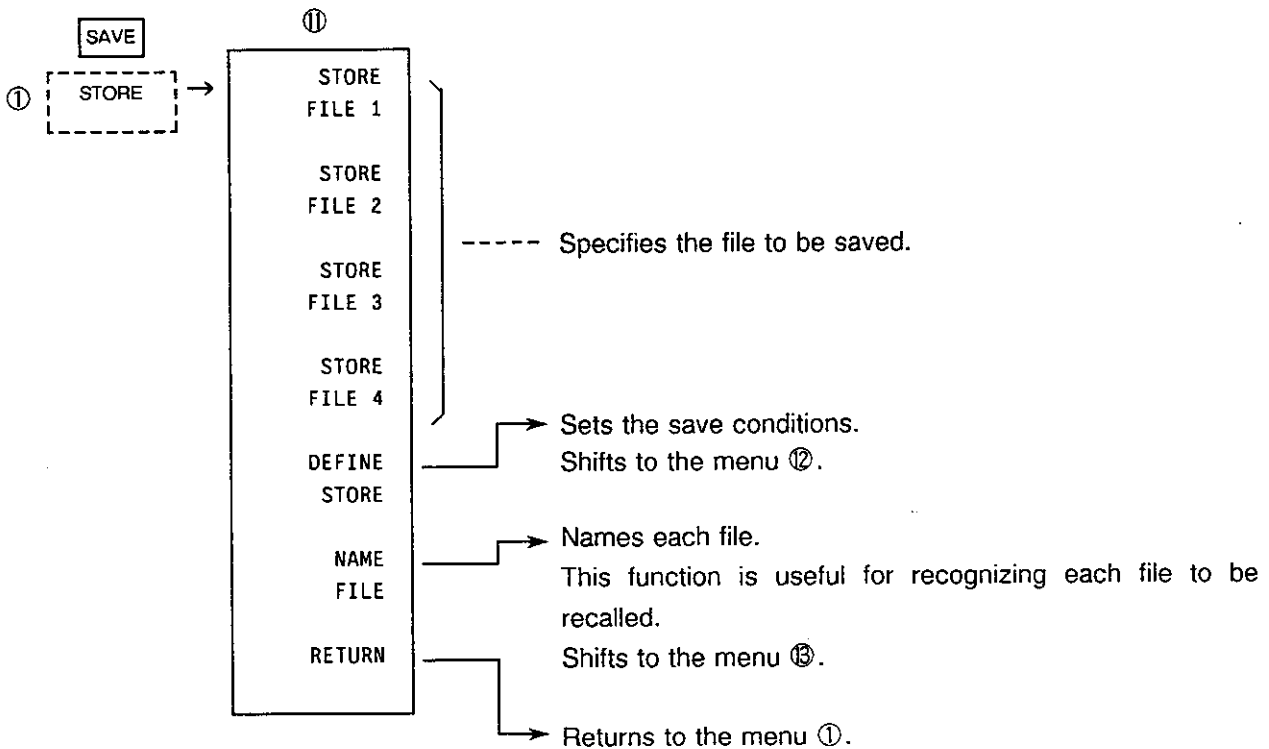 SAVE
① STORE →
⑪
STORE
FILE 1
STORE
FILE 2
STORE
FILE 3
STORE
FILE 4
----- Specifies the file to be saved.
DEFINE
STORE
Sets the save conditions.
Shifts to the menu ⑫.
NAME
FILE
Names each file.
This function is useful for recognizing each file to be
recalled.
Shifts to the menu ⑬.
RETURN
Returns to the menu ①.